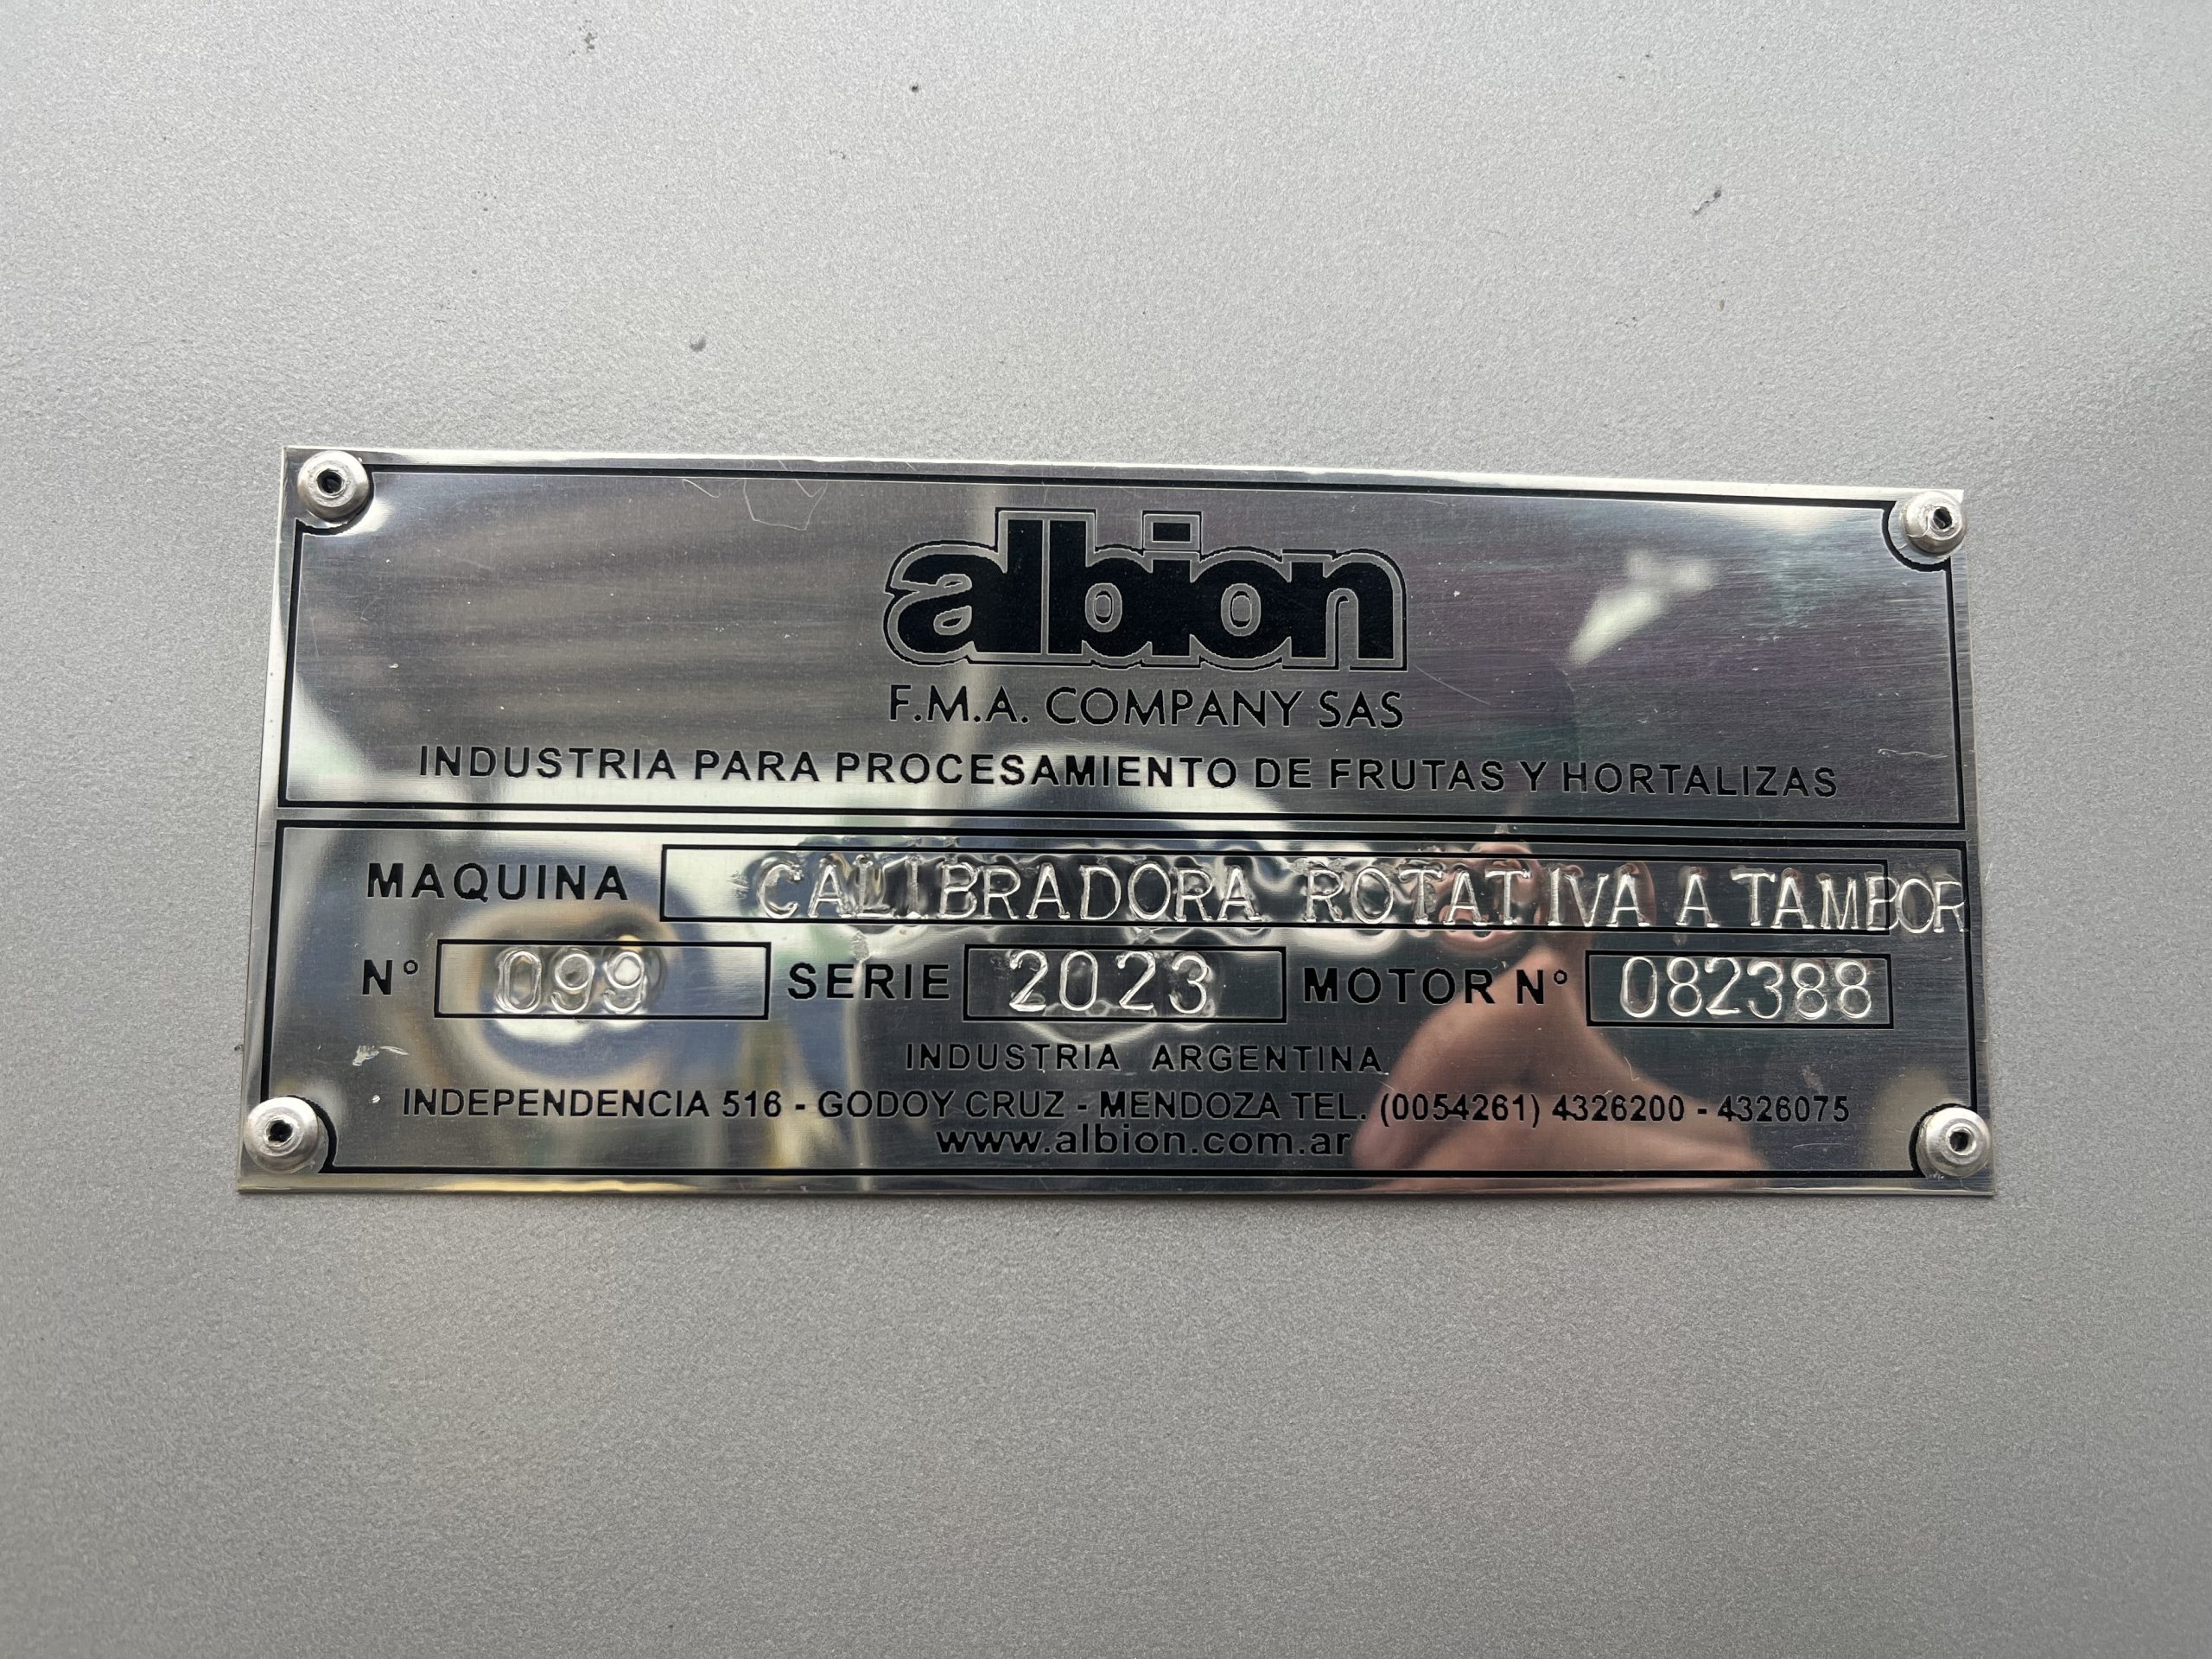 albion
F.M.A. COMPANY SAS
INDUSTRIA PARA PROCESAMIENTO DE FRUTAS Y HORTALIZAS
MAQUINA CALIBRADORA ROTATIVA A TAMBOR
N° 099 SERIE 2023 MOTOR N° 082388
INDUSTRIA ARGENTINA
INDEPENDENCIA 516 - GODOY CRUZ - MENDOZA TEL. (0054261) 4326200 - 4326075
www.albion.com.ar